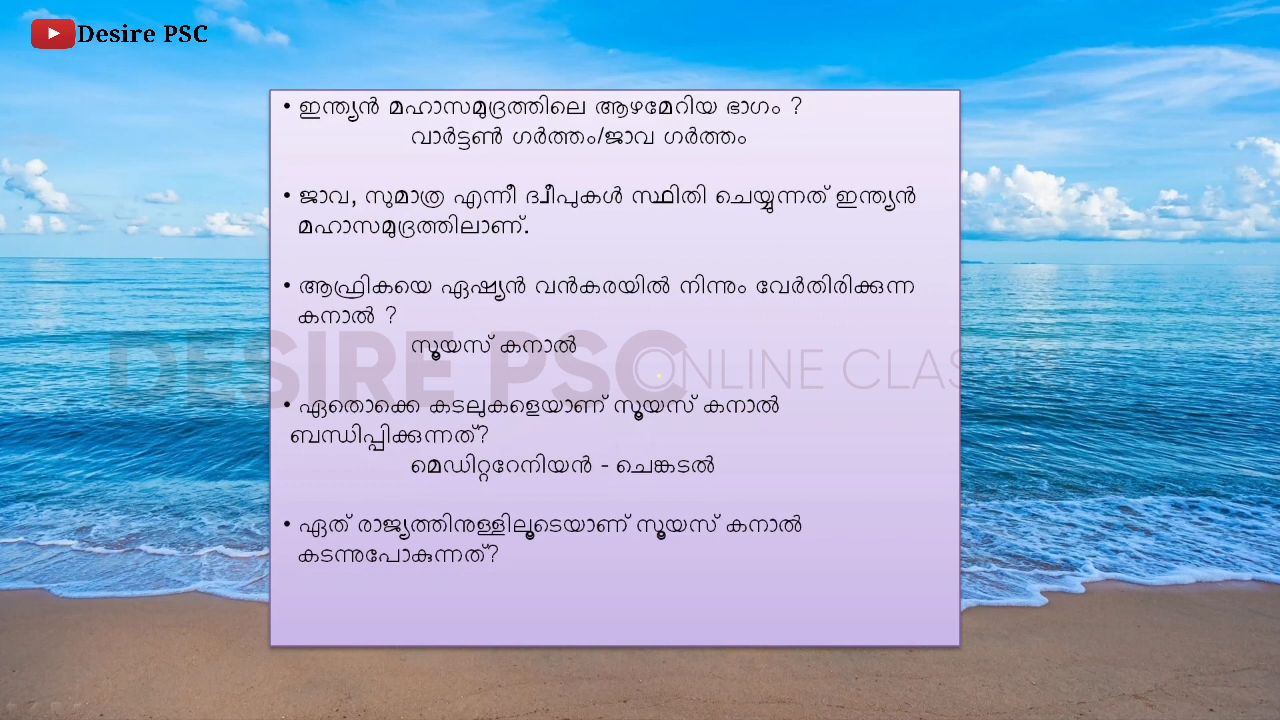 Desire PSC
• ഇന്ത്യൻ മഹാസമുദ്രത്തിലെ ആഴമേറിയ ഭാഗം ?
വാർട്ടൺ ഗർത്തം/ജാവ ഗർത്തം
• ജാവ, സുമാത്ര എന്നീ ദ്വീപുകൾ സ്ഥിതി ചെയ്യുന്നത് ഇന്ത്യൻ
മഹാസമുദ്രത്തിലാണ്.
• ആഫ്രികയെ ഏഷ്യൻ വൻകരയിൽ നിന്നും വേർതിരിക്കുന്ന
കനാൽ ?
സൂയസ് കനാൽ
DESIRE PSC ONLINE CLASS
• ഏതൊക്കെ കടലുകളെയാണ് സൂയസ് കനാൽ
ബന്ധിപ്പിക്കുന്നത്?
മെഡിറ്ററേനിയൻ - ചെങ്കടൽ
• ഏത് രാജ്യത്തിനുള്ളിലൂടെയാണ് സൂയസ് കനാൽ
കടന്നുപോകുന്നത്?